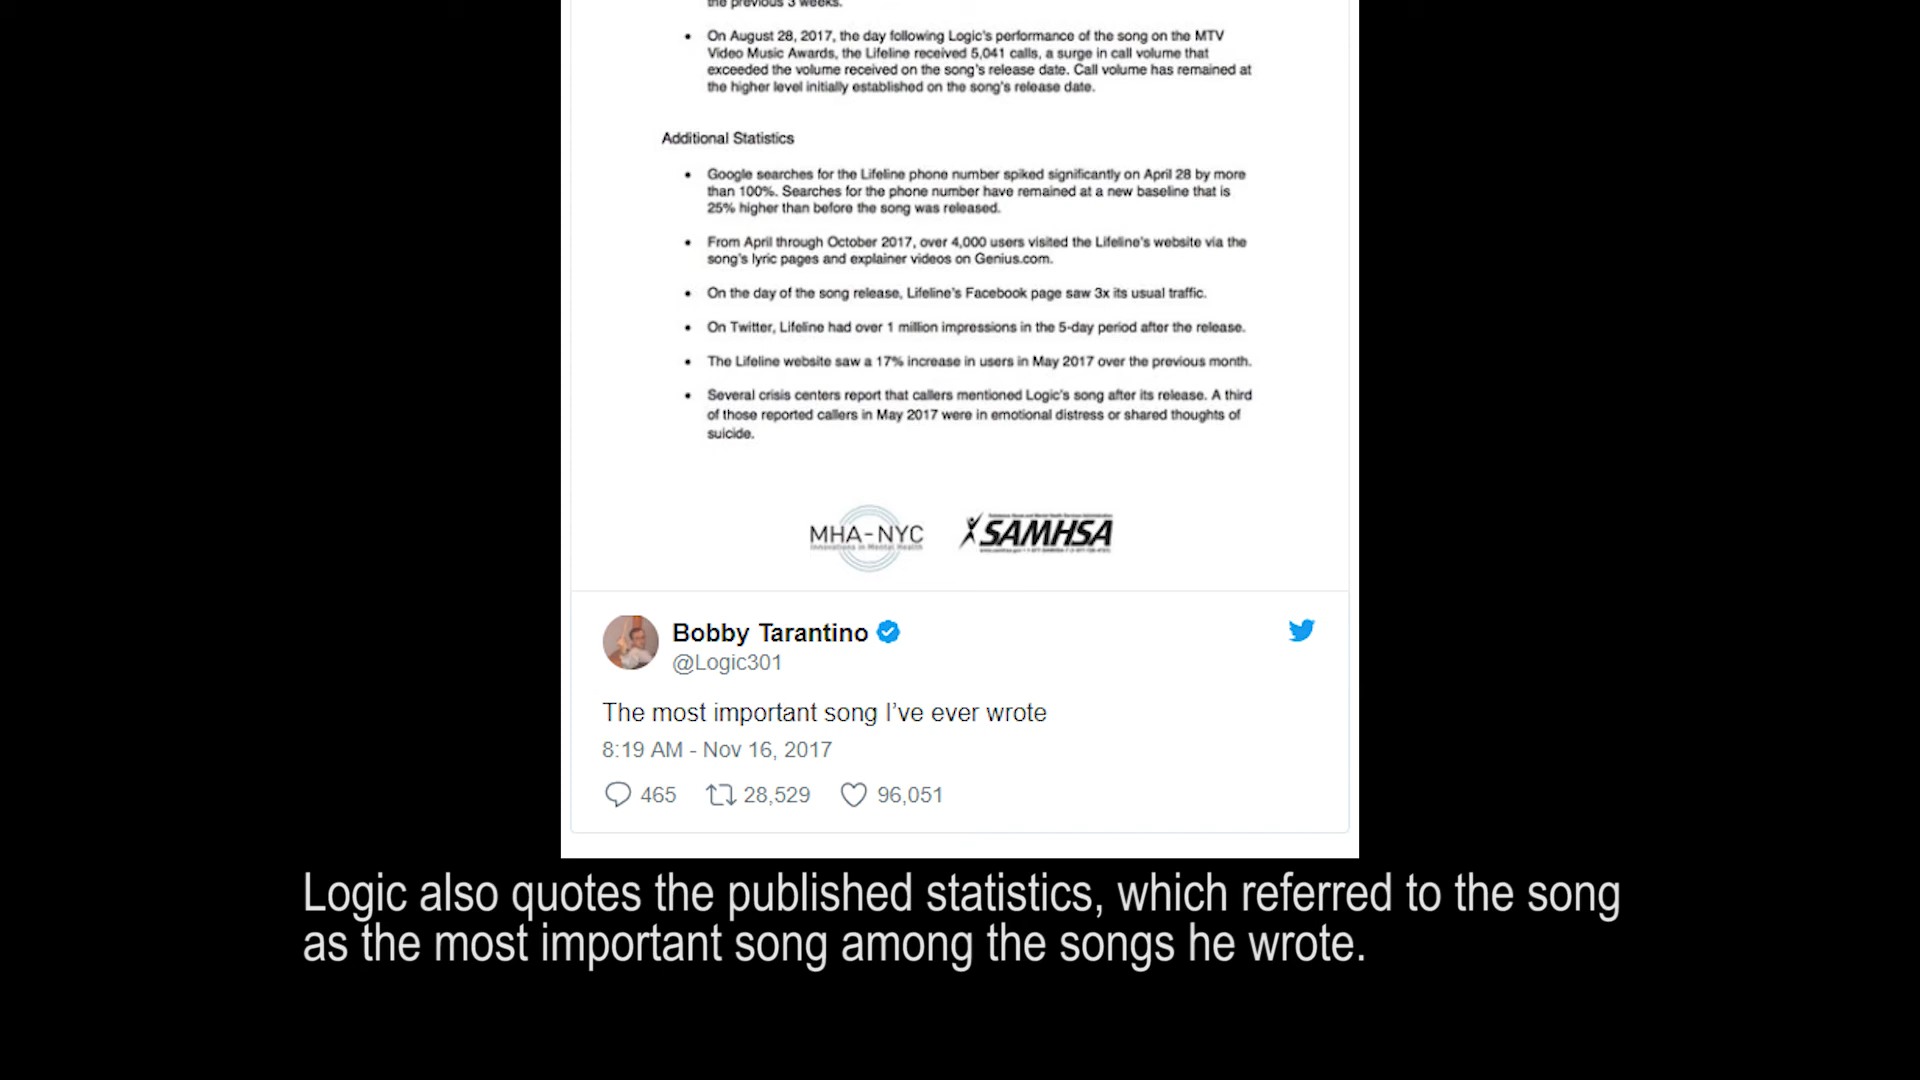 the previous 3 weeks.
• On August 28, 2017, the day following Logic's performance of the song on the MTV
Video Music Awards, the Lifeline received 5,041 calls, a surge in call volume that
exceeded the volume received on the song's release date. Call volume has remained at
the higher level initially established on the song's release date.
Additional Statistics
• Google searches for the Lifeline phone number spiked significantly on April 28 by more
than 100%. Searches for the phone number have remained at a new baseline that is
25% higher than before the song was released.
• From April through October 2017, over 4,000 users visited the Lifeline's website via the
song's lyric pages and explainer videos on Genius.com.
• On the day of the song release, Lifeline's Facebook page saw 3x its usual traffic.
• On Twitter, Lifeline had over 1 million impressions in the 5-day period after the release.
• The Lifeline website saw a 17% increase in users in May 2017 over the previous month.
• Several crisis centers report that callers mentioned Logic's song after its release. A third
of those reported callers in May 2017 were in emotional distress or shared thoughts of
suicide.
MHA-NYC
Innovations in Mental Health
SAMHSA
Bobby Tarantino
@Logic301
The most important song I've ever wrote
8:19 AM - Nov 16, 2017
465 28,529 96,051
Logic also quotes the published statistics, which referred to the song
as the most important song among the songs he wrote.